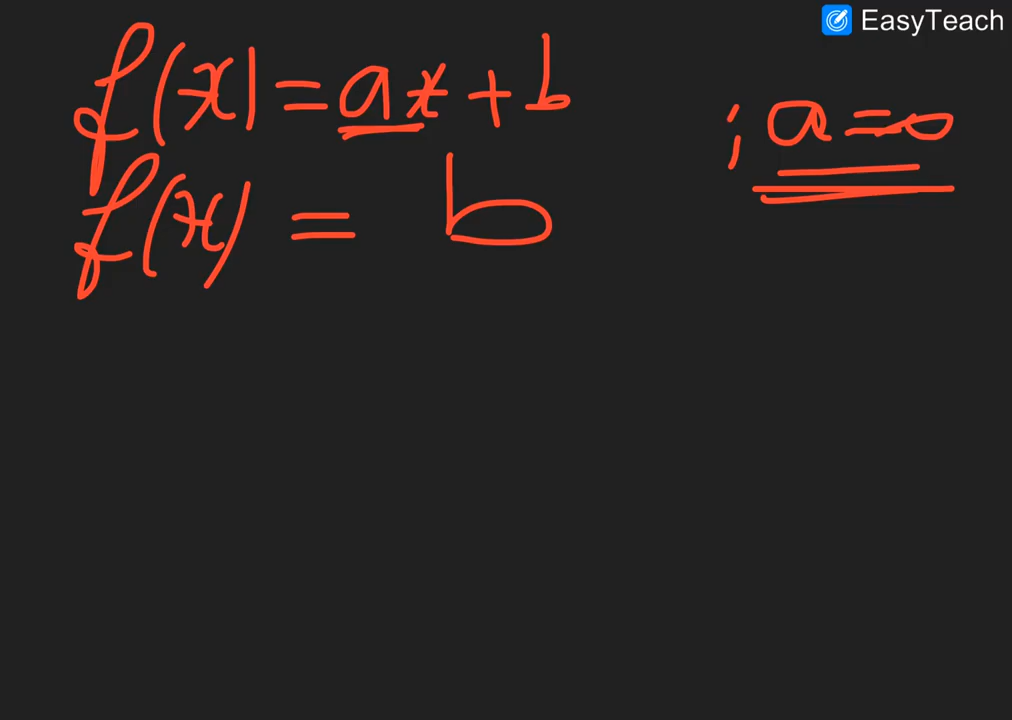 EasyTeach
f(x) = ax + b ; a = 0
f(x) = b